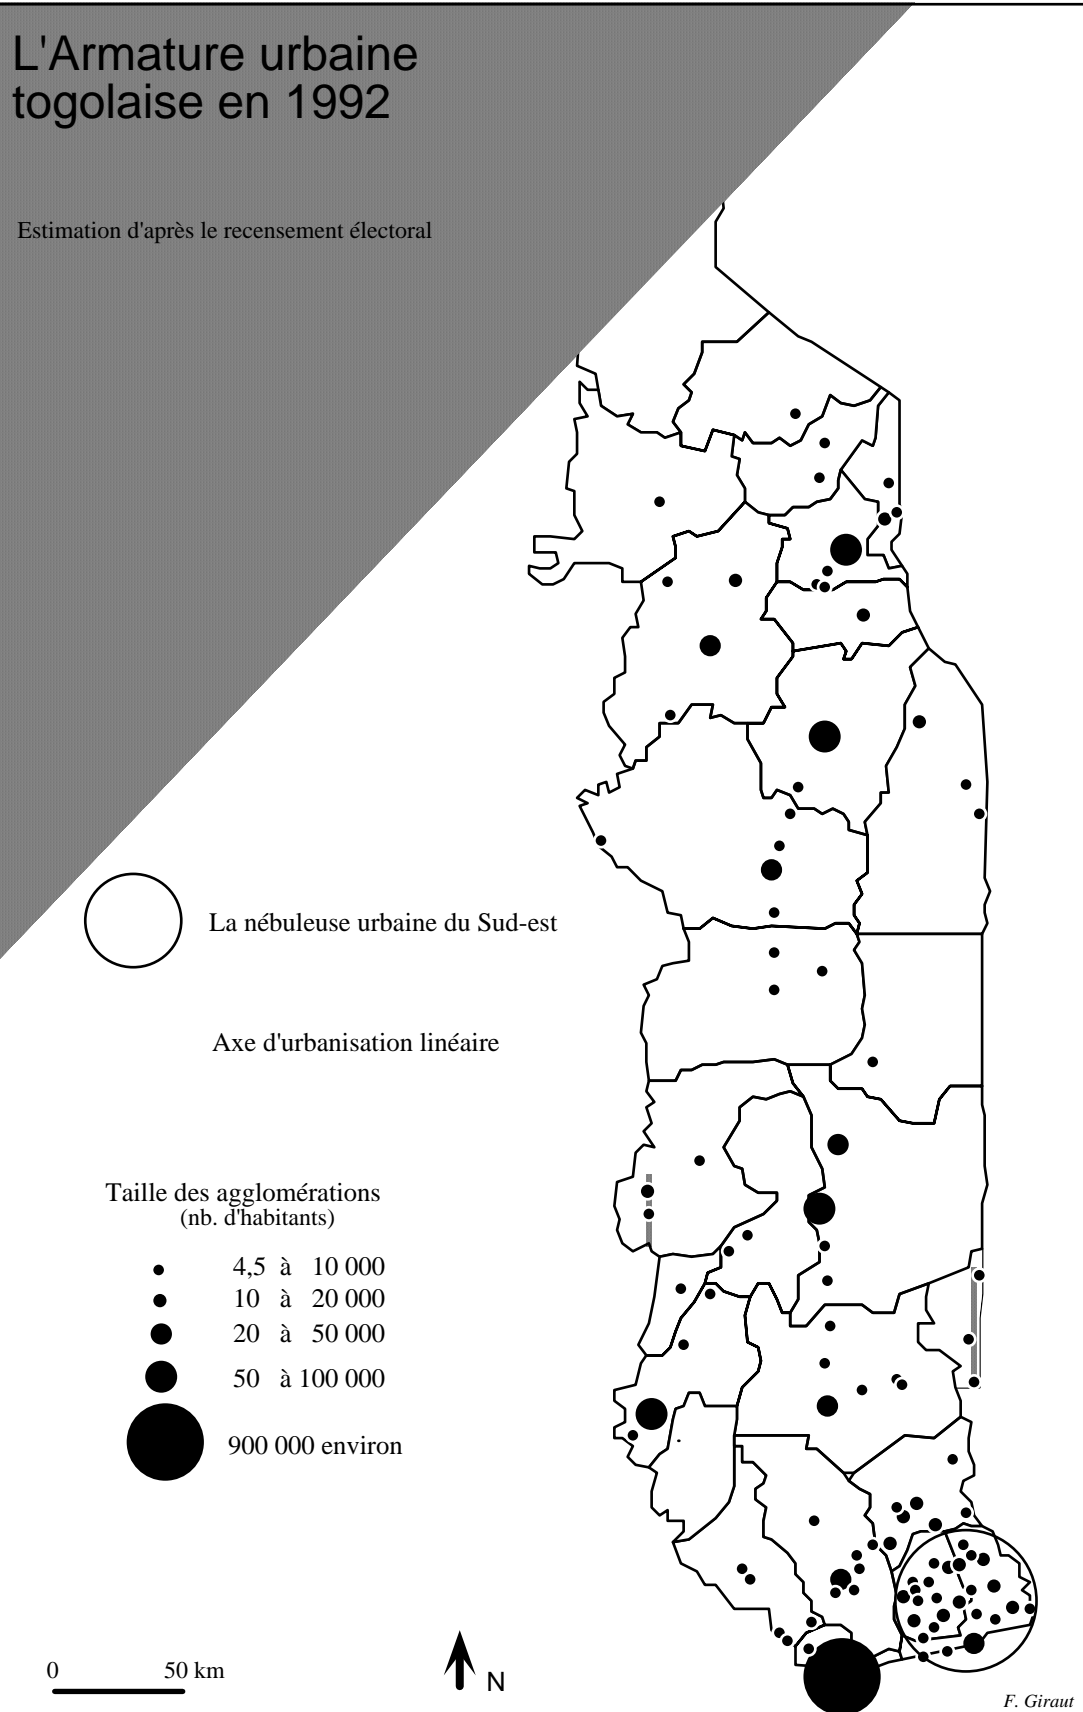 L'Armature urbaine
togolaise en 1992
Estimation d'après le recensement électoral
La nébuleuse urbaine du Sud-est
Axe d'urbanisation linéaire
Taille des agglomérations
(nb. d'habitants)
4,5 à 10 000
10 à 20 000
20 à 50 000
50 à 100 000
900 000 environ
0 50 km
N
F. Giraut